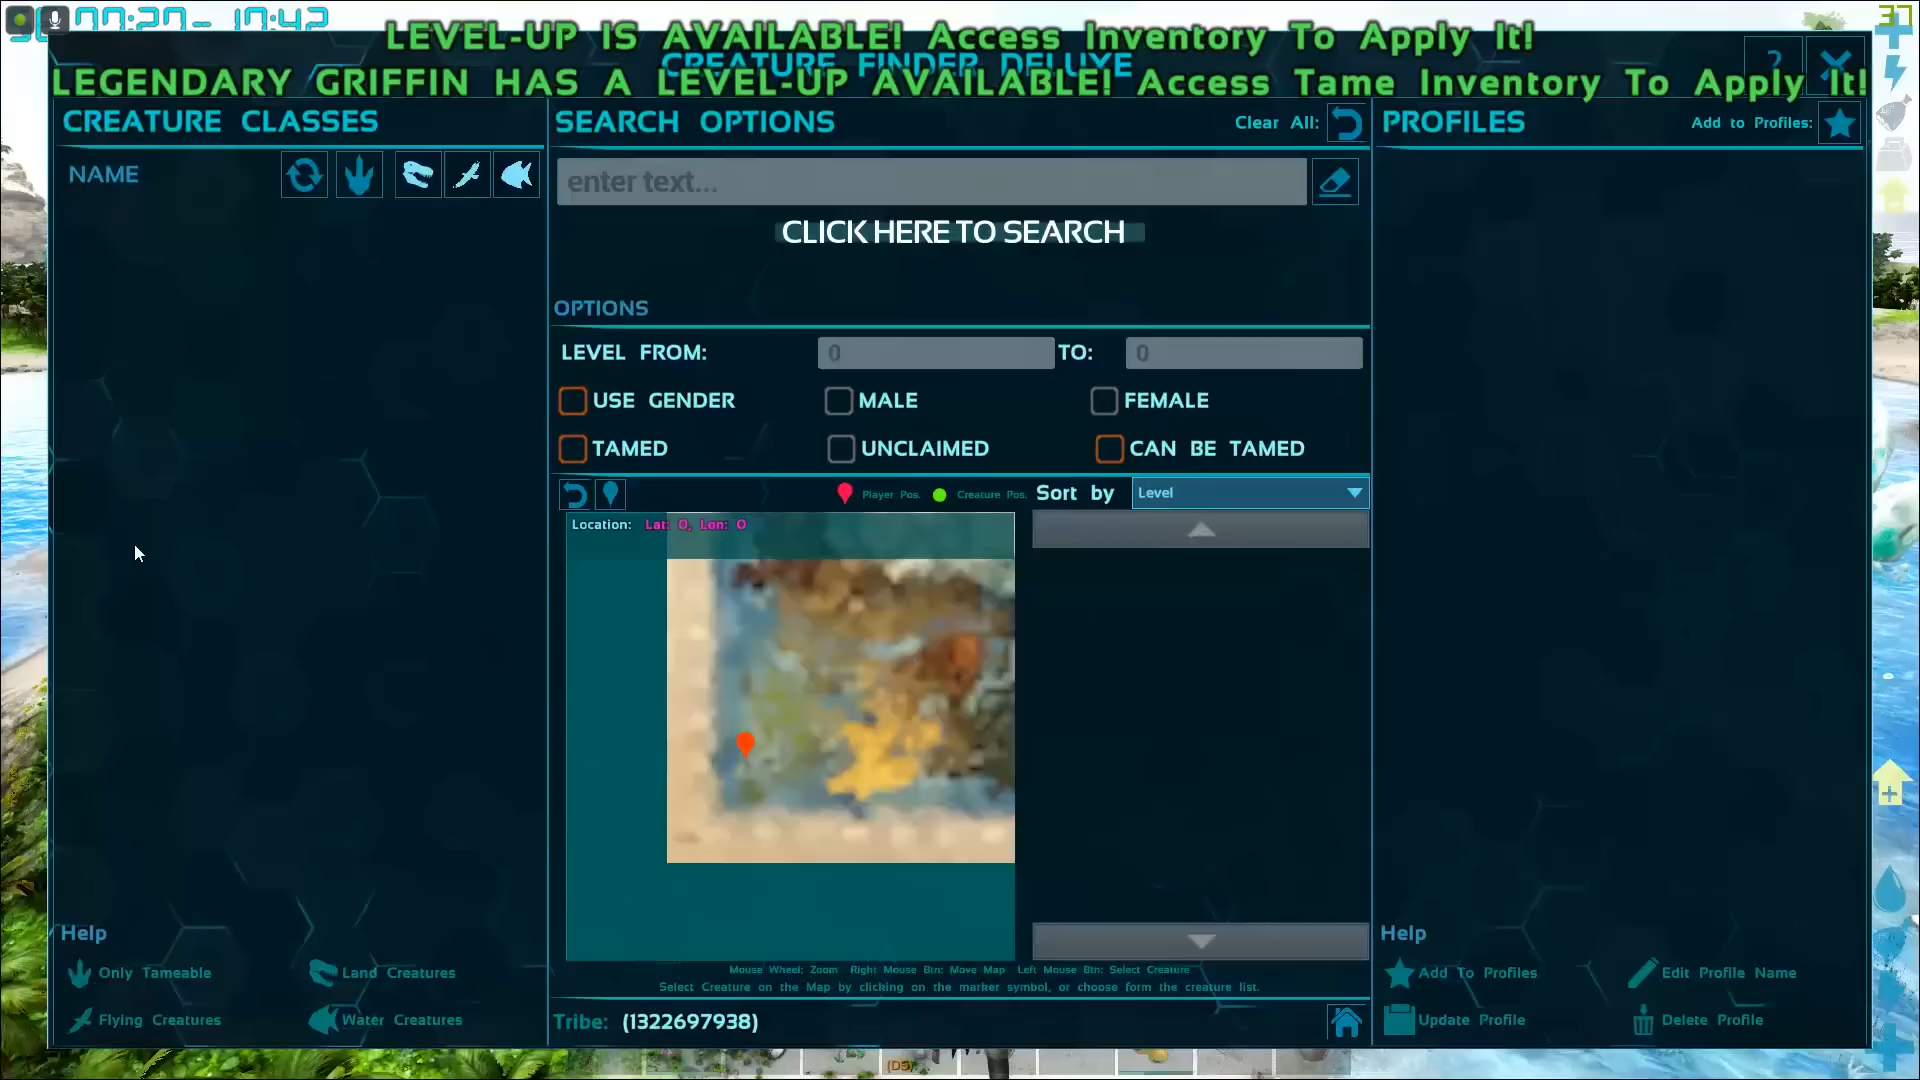 LEVEL-UP IS AVAILABLE! Access Inventory To Apply It!
CREATURE FINDER DELUXE
LEGENDARY GRIFFIN HAS A LEVEL-UP AVAILABLE! Access Tame Inventory To Apply It!
37
?
CREATURE CLASSES
NAME
SEARCH OPTIONS
Clear All:
enter text...
CLICK HERE TO SEARCH
OPTIONS
LEVEL FROM: 0 TO: 0
USE GENDER MALE FEMALE
TAMED UNCLAIMED CAN BE TAMED
Player Pos. Creature Pos. Sort by Level
Location: Lat: 0, Lon: 0
Mouse Wheel: Zoom Right Mouse Btn: Move Map Left Mouse Btn: Select Creature
Select Creature on the Map by clicking on the marker symbol, or choose form the creature list.
Tribe: (1322697938)
PROFILES
Add to Profiles:
Help
Only Tameable Land Creatures
Flying Creatures Water Creatures
Help
Add To Profiles Edit Profile Name
Update Profile Delete Profile